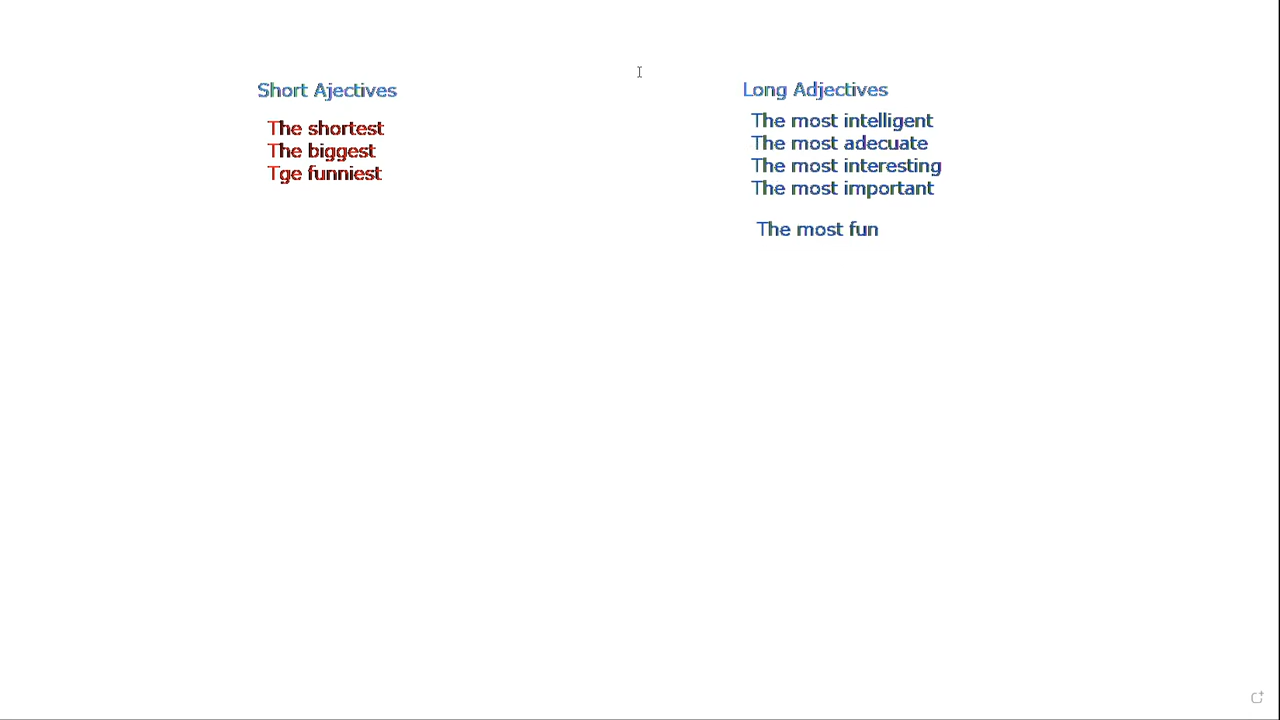 Short Ajectives
The shortest
The biggest
Tge funniest
Long Adjectives
The most intelligent
The most adecuate
The most interesting
The most important
The most fun